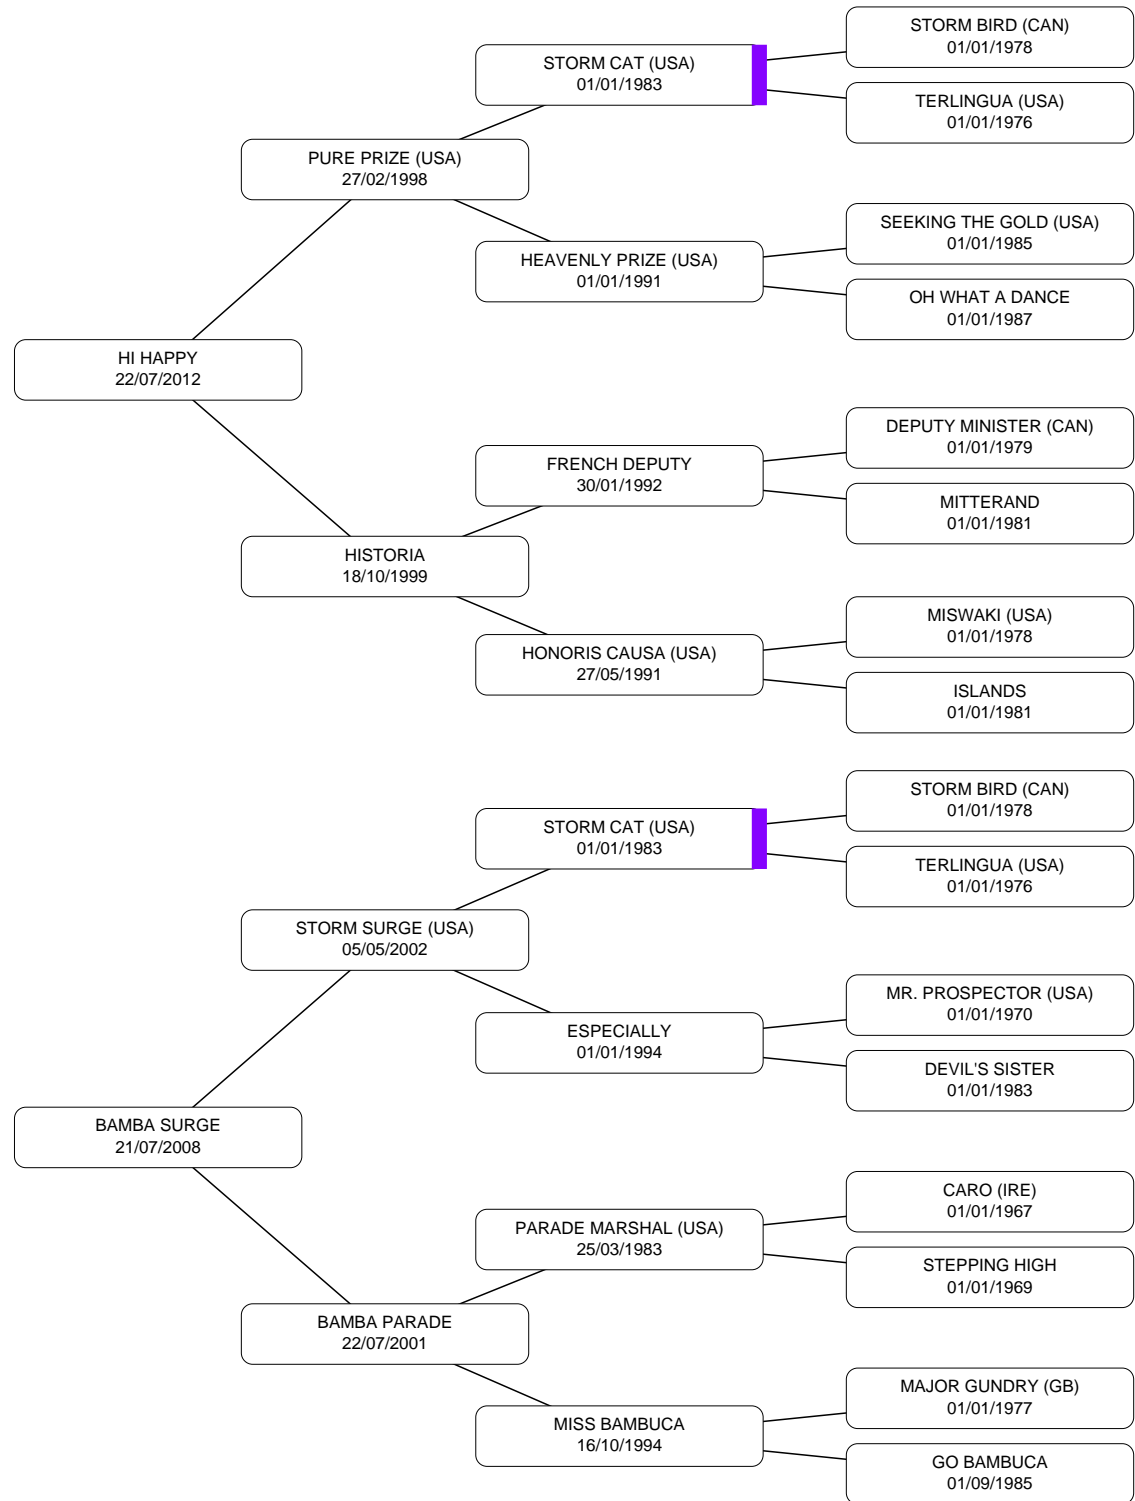 STORM BIRD (CAN)
01/01/1978
STORM CAT (USA)
01/01/1983
TERLINGUA (USA)
01/01/1976
PURE PRIZE (USA)
27/02/1998
SEEKING THE GOLD (USA)
01/01/1985
HEAVENLY PRIZE (USA)
01/01/1991
OH WHAT A DANCE
01/01/1987
HI HAPPY
22/07/2012
DEPUTY MINISTER (CAN)
01/01/1979
FRENCH DEPUTY
30/01/1992
MITTERAND
01/01/1981
HISTORIA
18/10/1999
MISWAKI (USA)
01/01/1978
HONORIS CAUSA (USA)
27/05/1991
ISLANDS
01/01/1981
STORM BIRD (CAN)
01/01/1978
STORM CAT (USA)
01/01/1983
TERLINGUA (USA)
01/01/1976
STORM SURGE (USA)
05/05/2002
MR. PROSPECTOR (USA)
01/01/1970
ESPECIALLY
01/01/1994
DEVIL'S SISTER
01/01/1983
BAMBA SURGE
21/07/2008
CARO (IRE)
01/01/1967
PARADE MARSHAL (USA)
25/03/1983
STEPPING HIGH
01/01/1969
BAMBA PARADE
22/07/2001
MAJOR GUNDRY (GB)
01/01/1977
MISS BAMBUCA
16/10/1994
GO BAMBUCA
01/09/1985